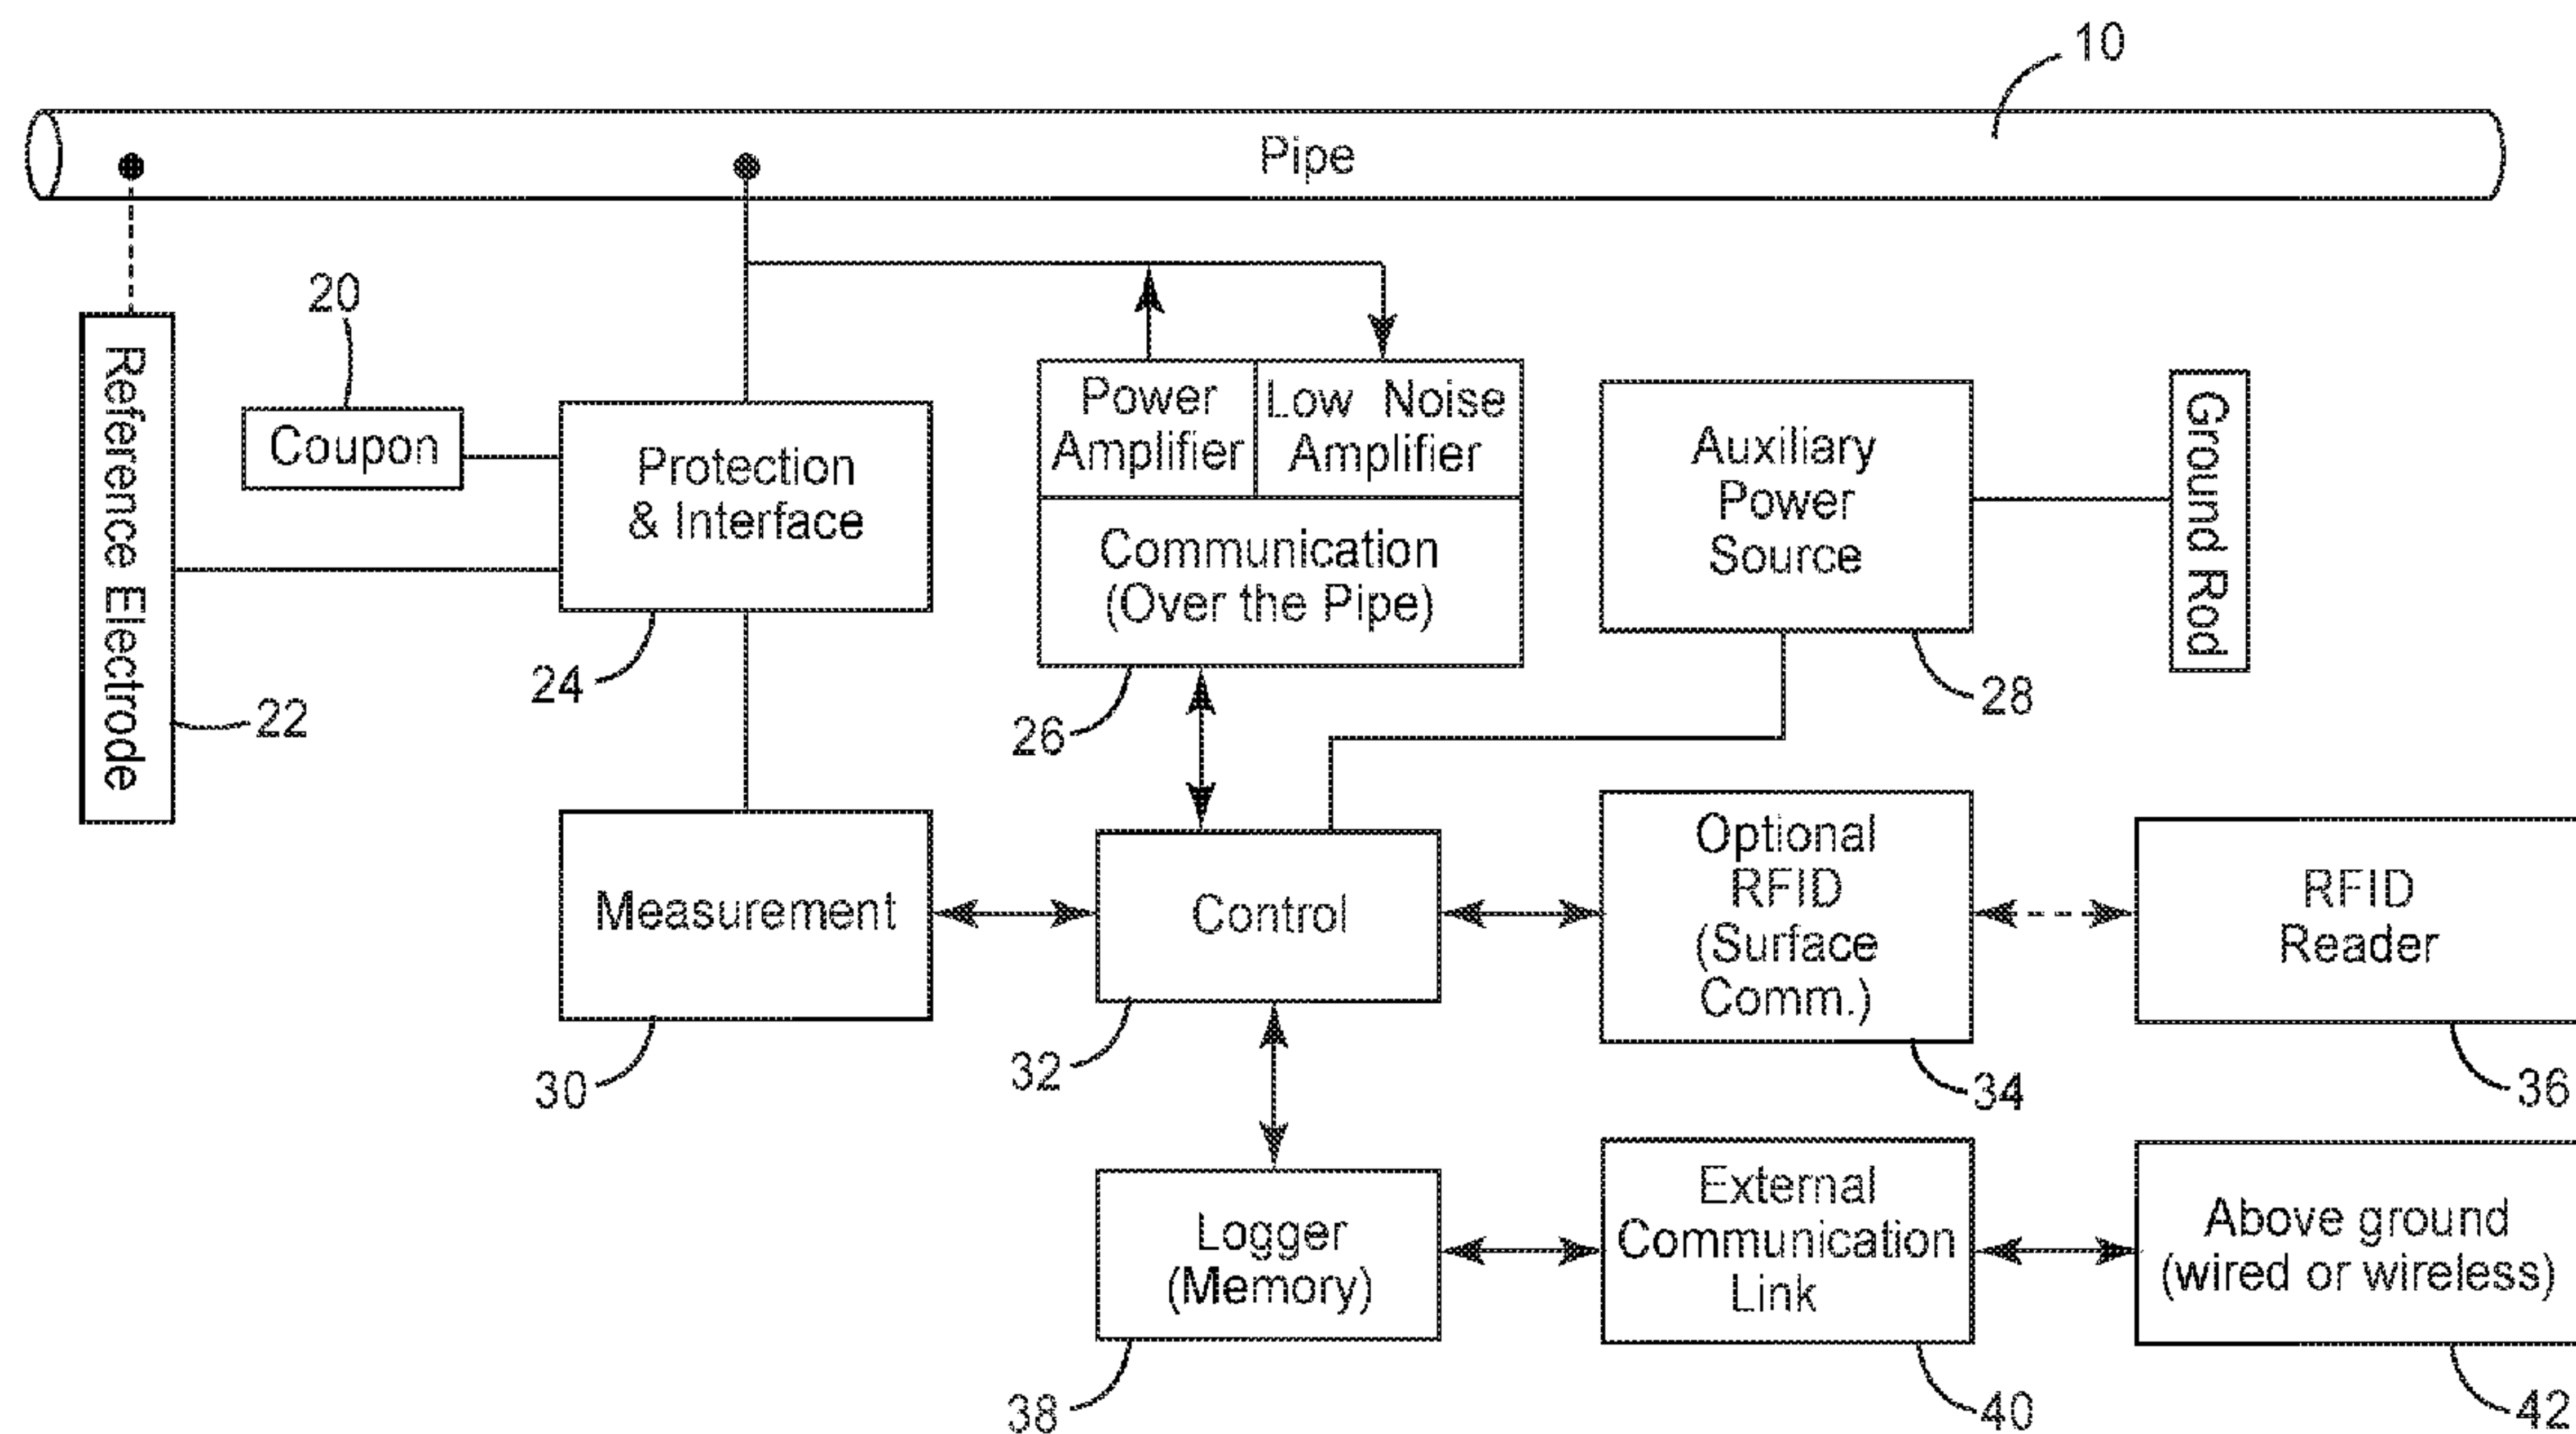 10
Pipe
20
Reference Electrode
Coupon
Protection
& Interface
Power
Amplifier
Low Noise
Amplifier
Communication
(Over the Pipe)
Auxiliary
Power
Source
Ground Rod
22
24
26
28
Measurement
Control
Optional
RFID
(Surface
Comm.)
RFID
Reader
30
32
34
36
Logger
(Memory)
External
Communication
Link
Above ground
(wired or wireless)
38
40
42